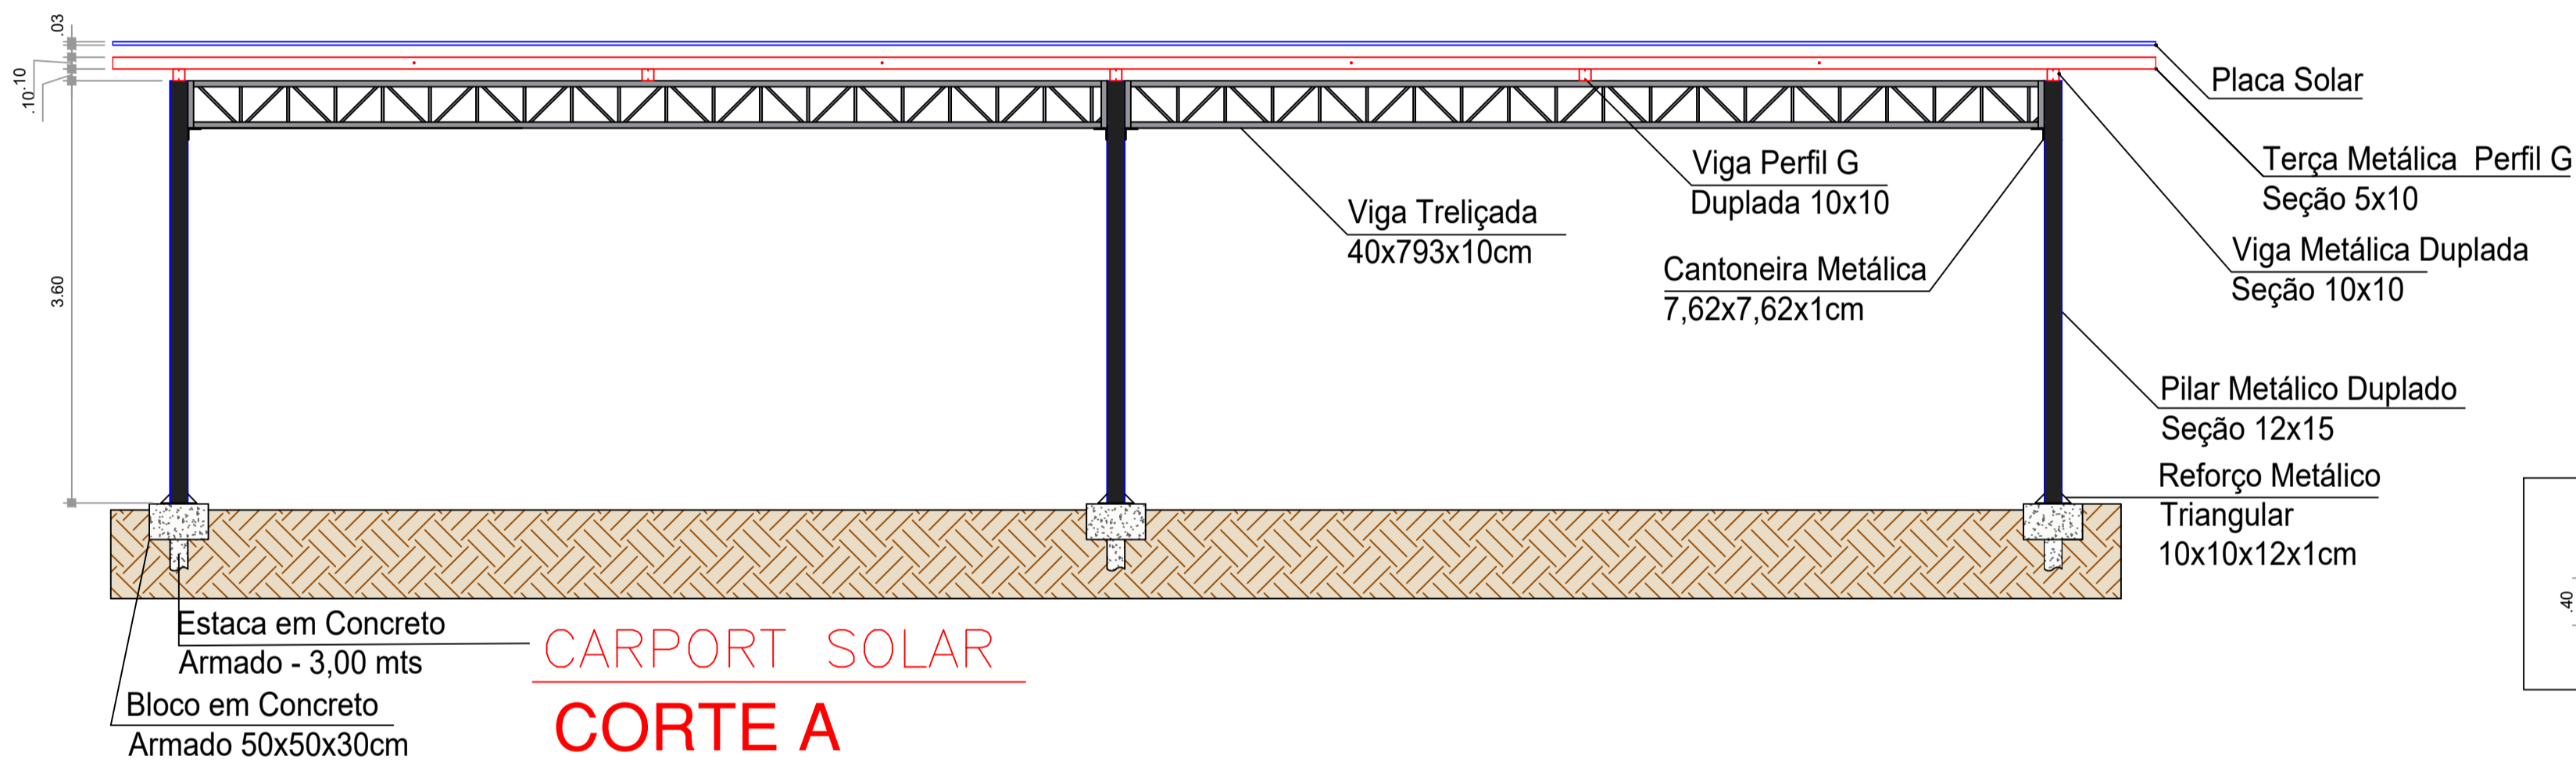 .03
.10
.10
3.60
Placa Solar
Terça Metálica Perfil G
Seção 5x10
Viga Perfil G
Duplada 10x10
Viga Treliçada
40x793x10cm
Viga Metálica Duplada
Seção 10x10
Cantoneira Metálica
7,62x7,62x1cm
Pilar Metálico Duplado
Seção 12x15
Reforço Metálico
Triangular
10x10x12x1cm
.40
Estaca em Concreto
Armado - 3,00 mts
Bloco em Concreto
Armado 50x50x30cm
CARPORT SOLAR
CORTE A